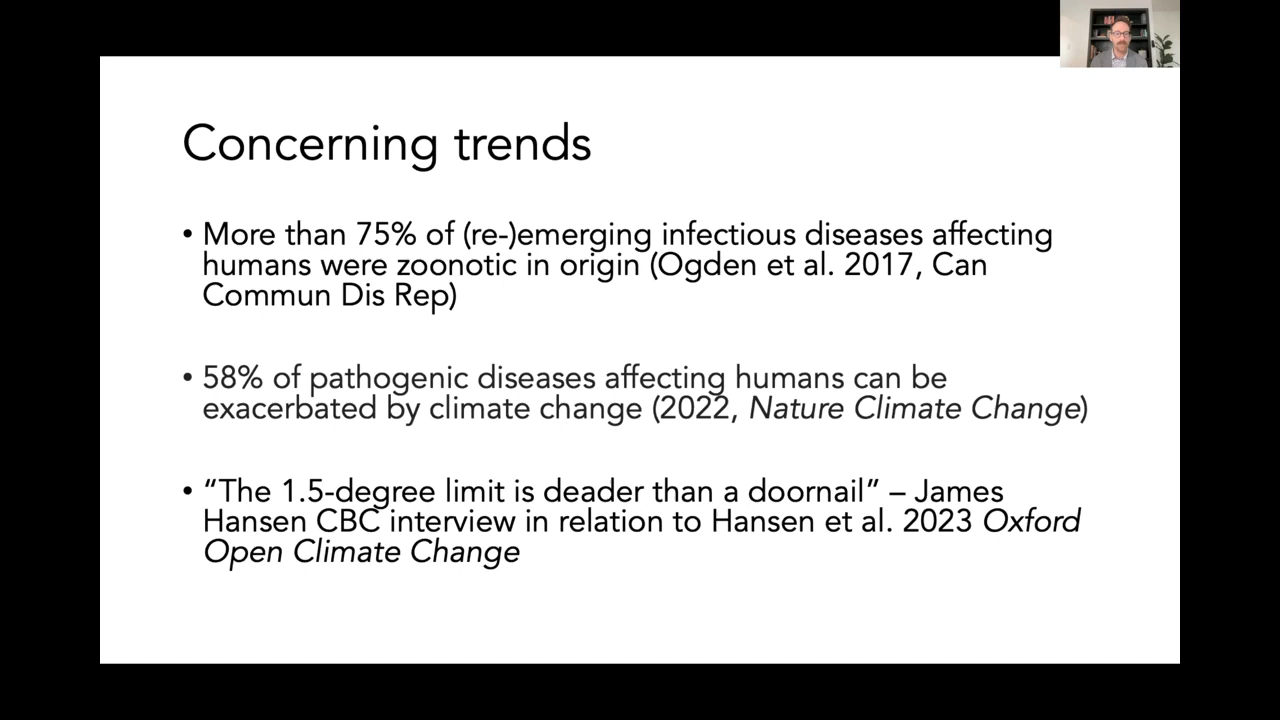 Concerning trends
• More than 75% of (re-)emerging infectious diseases affecting
humans were zoonotic in origin (Ogden et al. 2017, Can
Commun Dis Rep)
• 58% of pathogenic diseases affecting humans can be
exacerbated by climate change (2022, Nature Climate Change)
• “The 1.5-degree limit is deader than a doornail” – James
Hansen CBC interview in relation to Hansen et al. 2023 Oxford
Open Climate Change